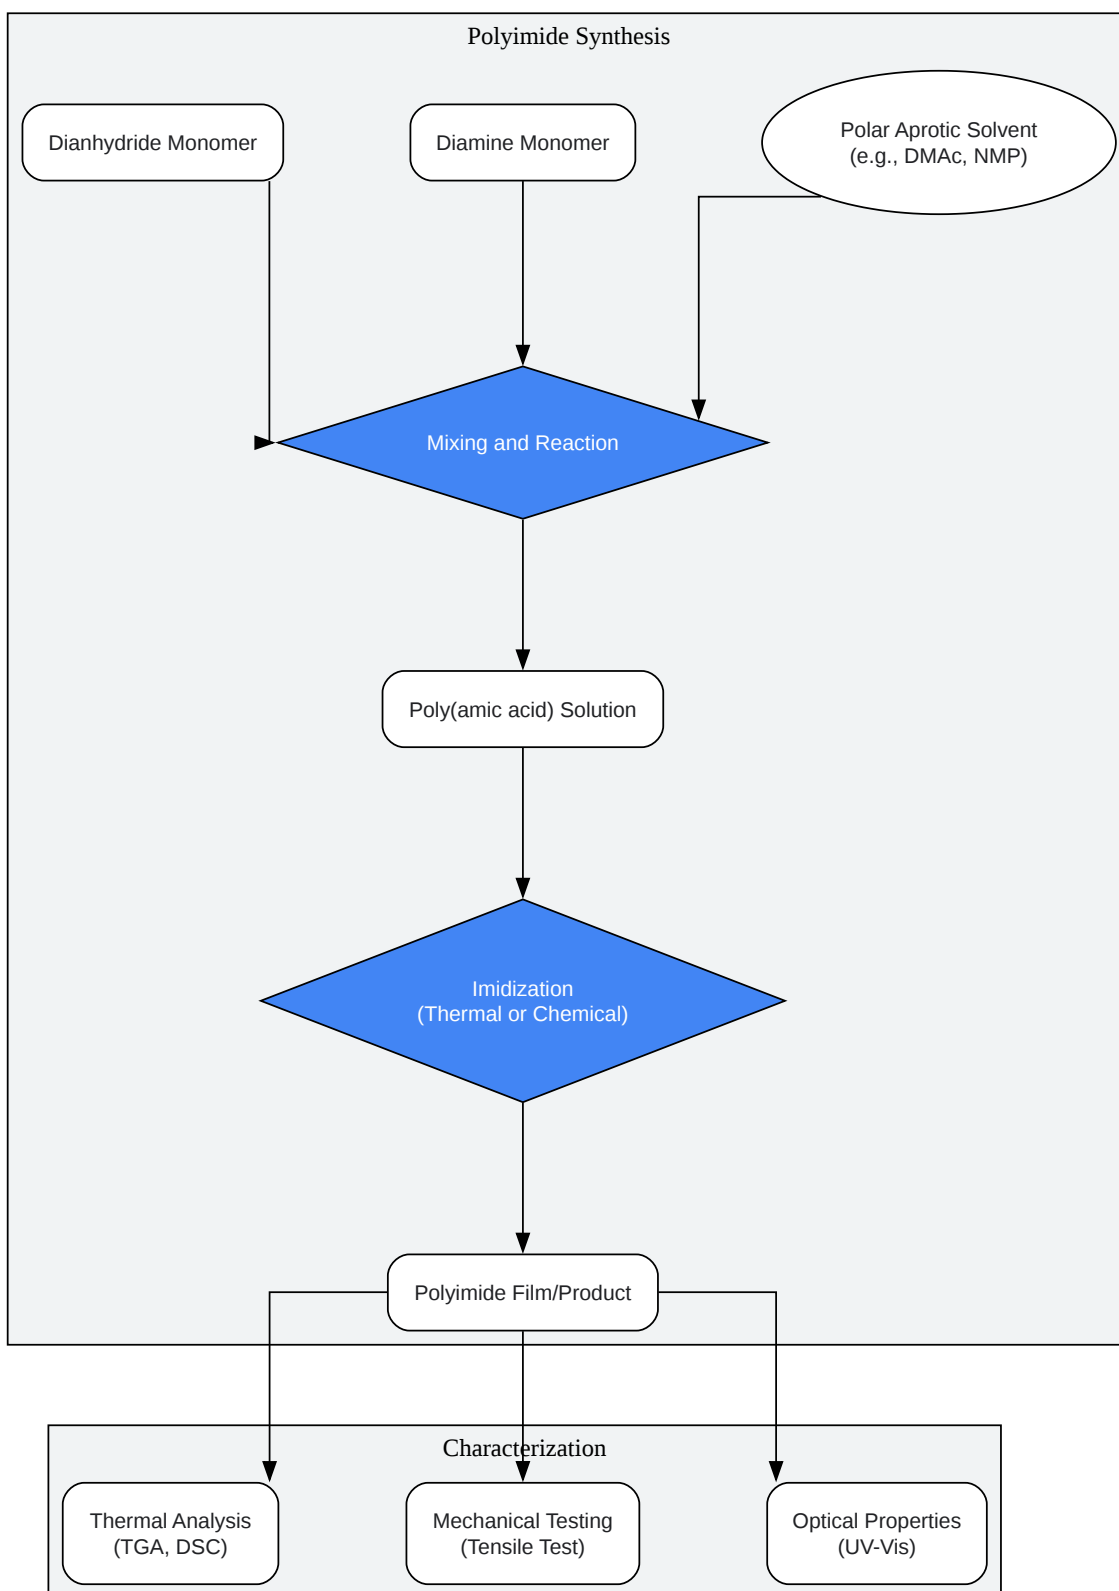 Polyimide Synthesis
Dianhydride Monomer
Diamine Monomer
Polar Aprotic Solvent
(e.g., DMAc, NMP)
Mixing and Reaction
Poly(amic acid) Solution
Imidization
(Thermal or Chemical)
Polyimide Film/Product
Characterization
Thermal Analysis
(TGA, DSC)
Mechanical Testing
(Tensile Test)
Optical Properties
(UV-Vis)